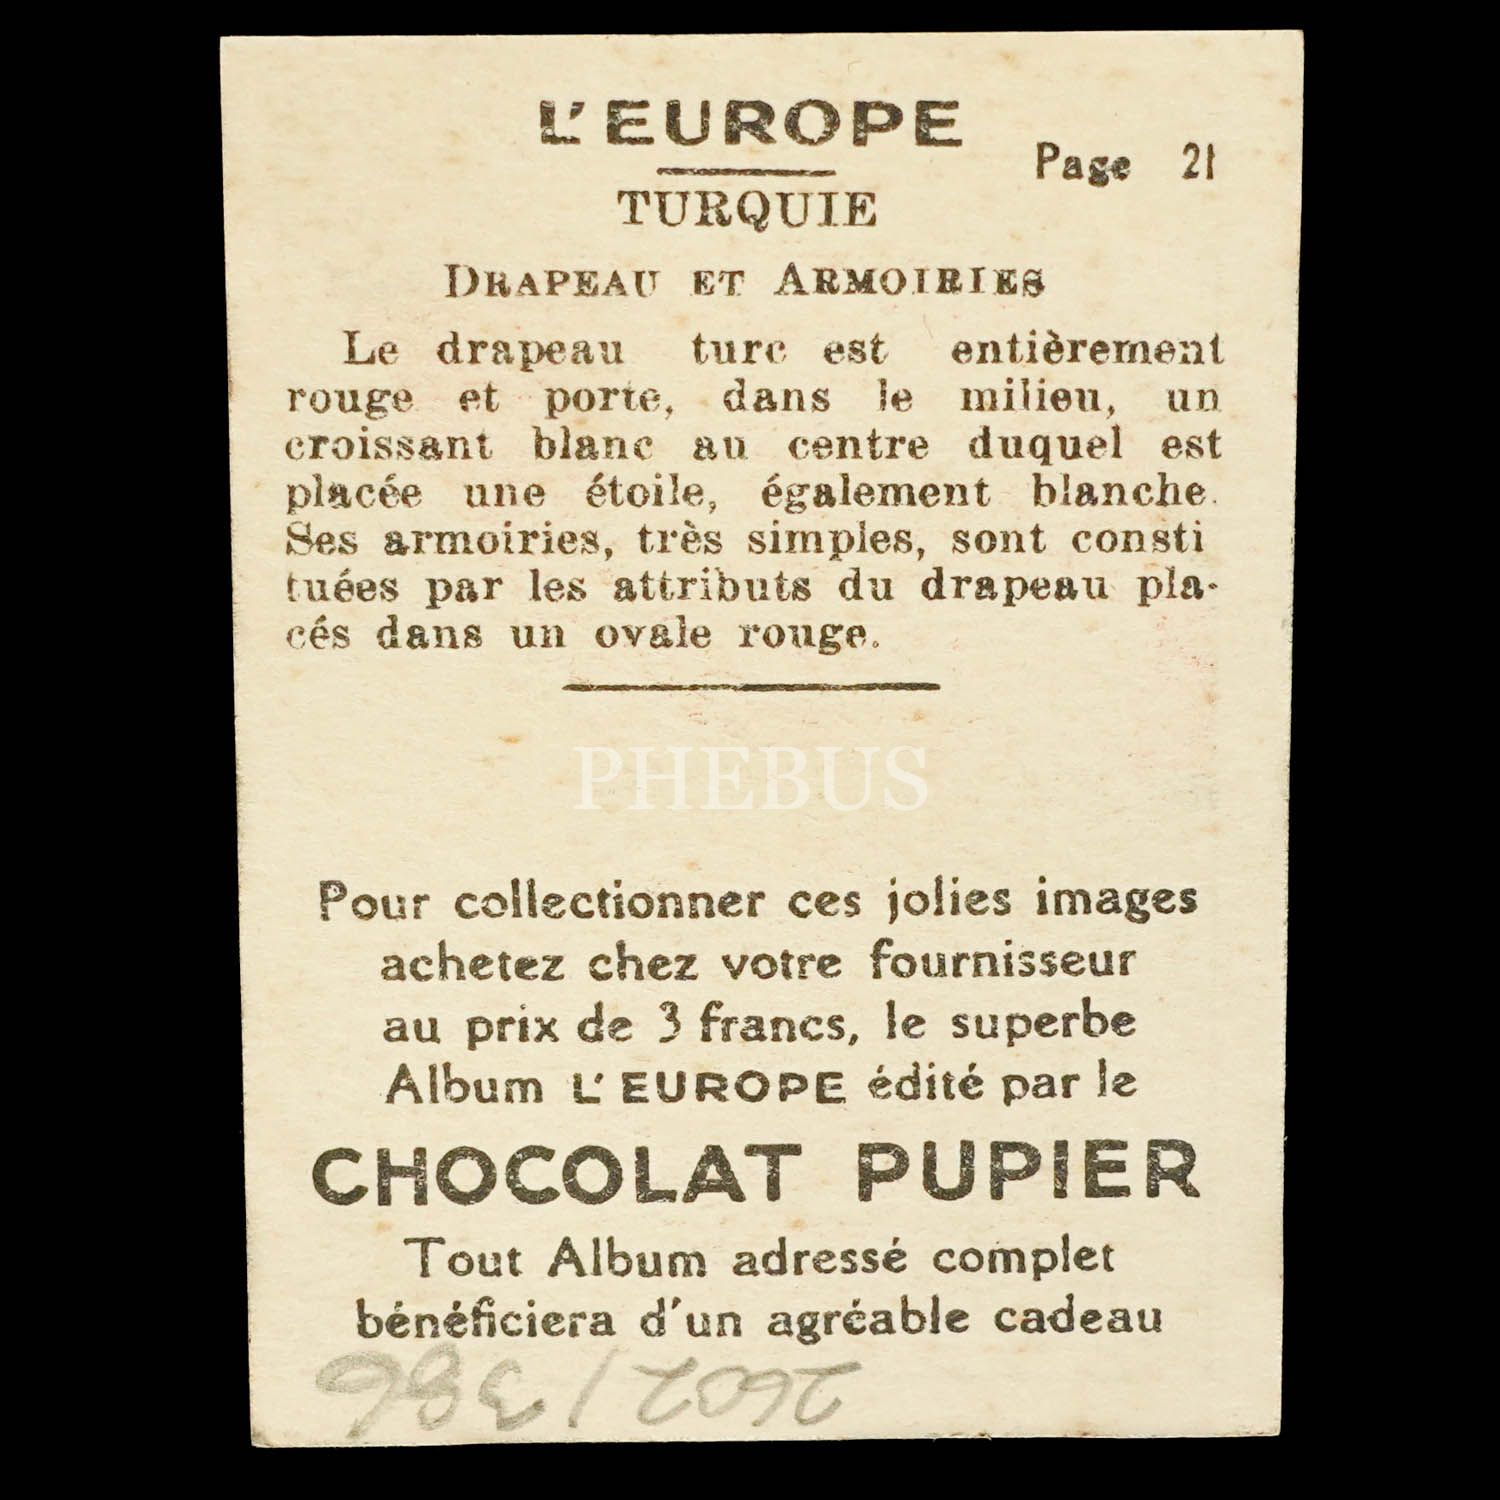 L'EUROPE
Page 21
TURQUIE
DRAPEAU ET ARMOIRIES
Le drapeau turc est entièrement
rouge et porte, dans le milieu, un
croissant blanc au centre duquel est
placée une étoile, également blanche.
Ses armoiries, très simples, sont consti
tuées par les attributs du drapeau pla-
cés dans un ovale rouge.
PHEBUS
Pour collectionner ces jolies images
achetez chez votre fournisseur
au prix de 3 francs, le superbe
Album L'EUROPE édité par le
CHOCOLAT PUPIER
Tout Album adressé complet
bénéficiera d'un agréable cadeau